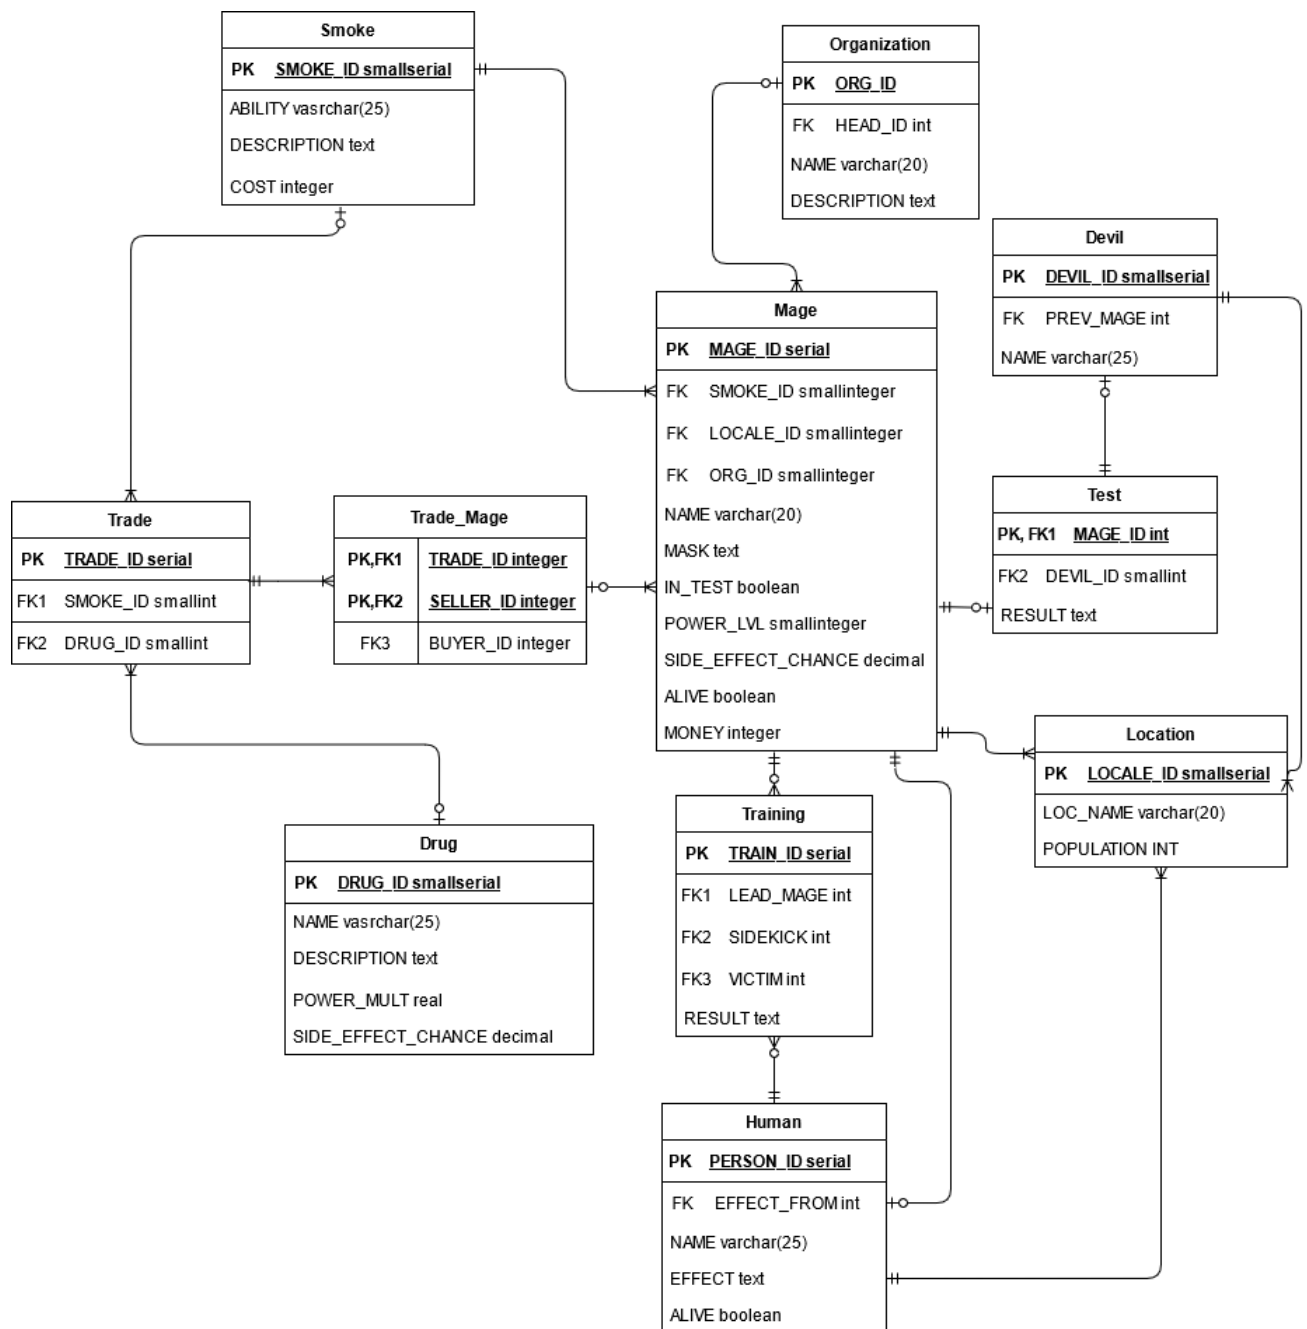 Smoke
PK SMOKE_ID smallserial
ABILITY vasrchar(25)
DESCRIPTION text
COST integer
Organization
PK ORG_ID
FK HEAD_ID int
NAME varchar(20)
DESCRIPTION text
Devil
PK DEVIL_ID smallserial
FK PREV_MAGE int
NAME varchar(25)
Mage
PK MAGE_ID serial
FK SMOKE_ID smallinteger
FK LOCALE_ID smallinteger
FK ORG_ID smallinteger
NAME varchar(20)
MASK text
IN_TEST boolean
POWER_LVL smallinteger
SIDE_EFFECT_CHANCE decimal
ALIVE boolean
MONEY integer
Test
PK, FK1 MAGE_ID int
FK2 DEVIL_ID smallint
RESULT text
Trade
PK TRADE_ID serial
FK1 SMOKE_ID smallint
FK2 DRUG_ID smallint
Trade_Mage
PK,FK1 TRADE_ID integer
PK,FK2 SELLER_ID integer
FK3 BUYER_ID integer
Location
PK LOCALE_ID smallserial
LOC_NAME varchar(20)
POPULATION INT
Training
PK TRAIN_ID serial
FK1 LEAD_MAGE int
FK2 SIDEKICK int
FK3 VICTIM int
RESULT text
Drug
PK DRUG_ID smallserial
NAME vasrchar(25)
DESCRIPTION text
POWER_MULT real
SIDE_EFFECT_CHANCE decimal
Human
PK PERSON_ID serial
FK EFFECT_FROM int
NAME varchar(25)
EFFECT text
ALIVE boolean